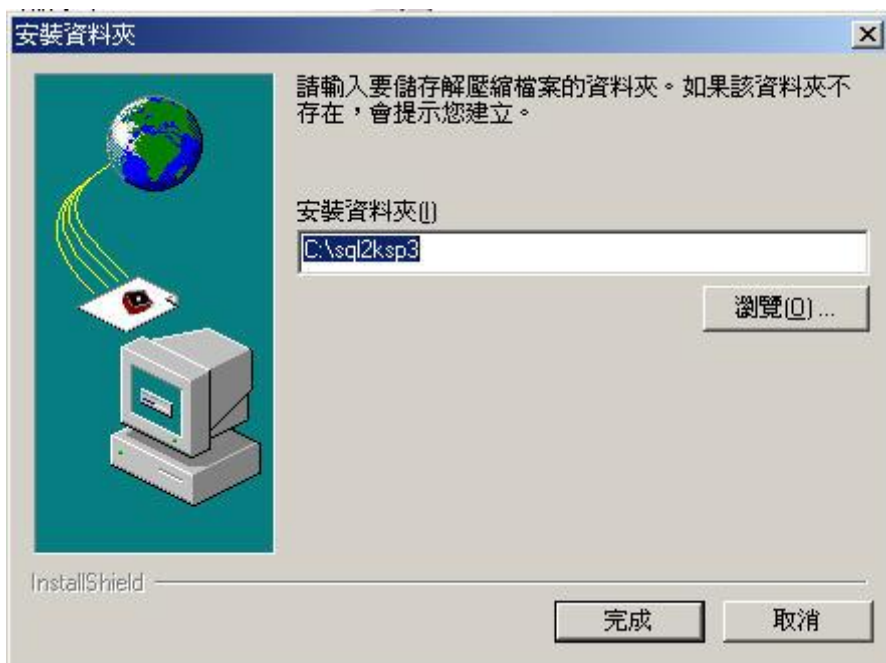 安裝資料夾
請輸入要儲存解壓縮檔案的資料夾。如果該資料夾不
存在，會提示您建立。
安裝資料夾(I)
C:\sql2ksp3
瀏覽(O) ...
InstallShield
完成
取消